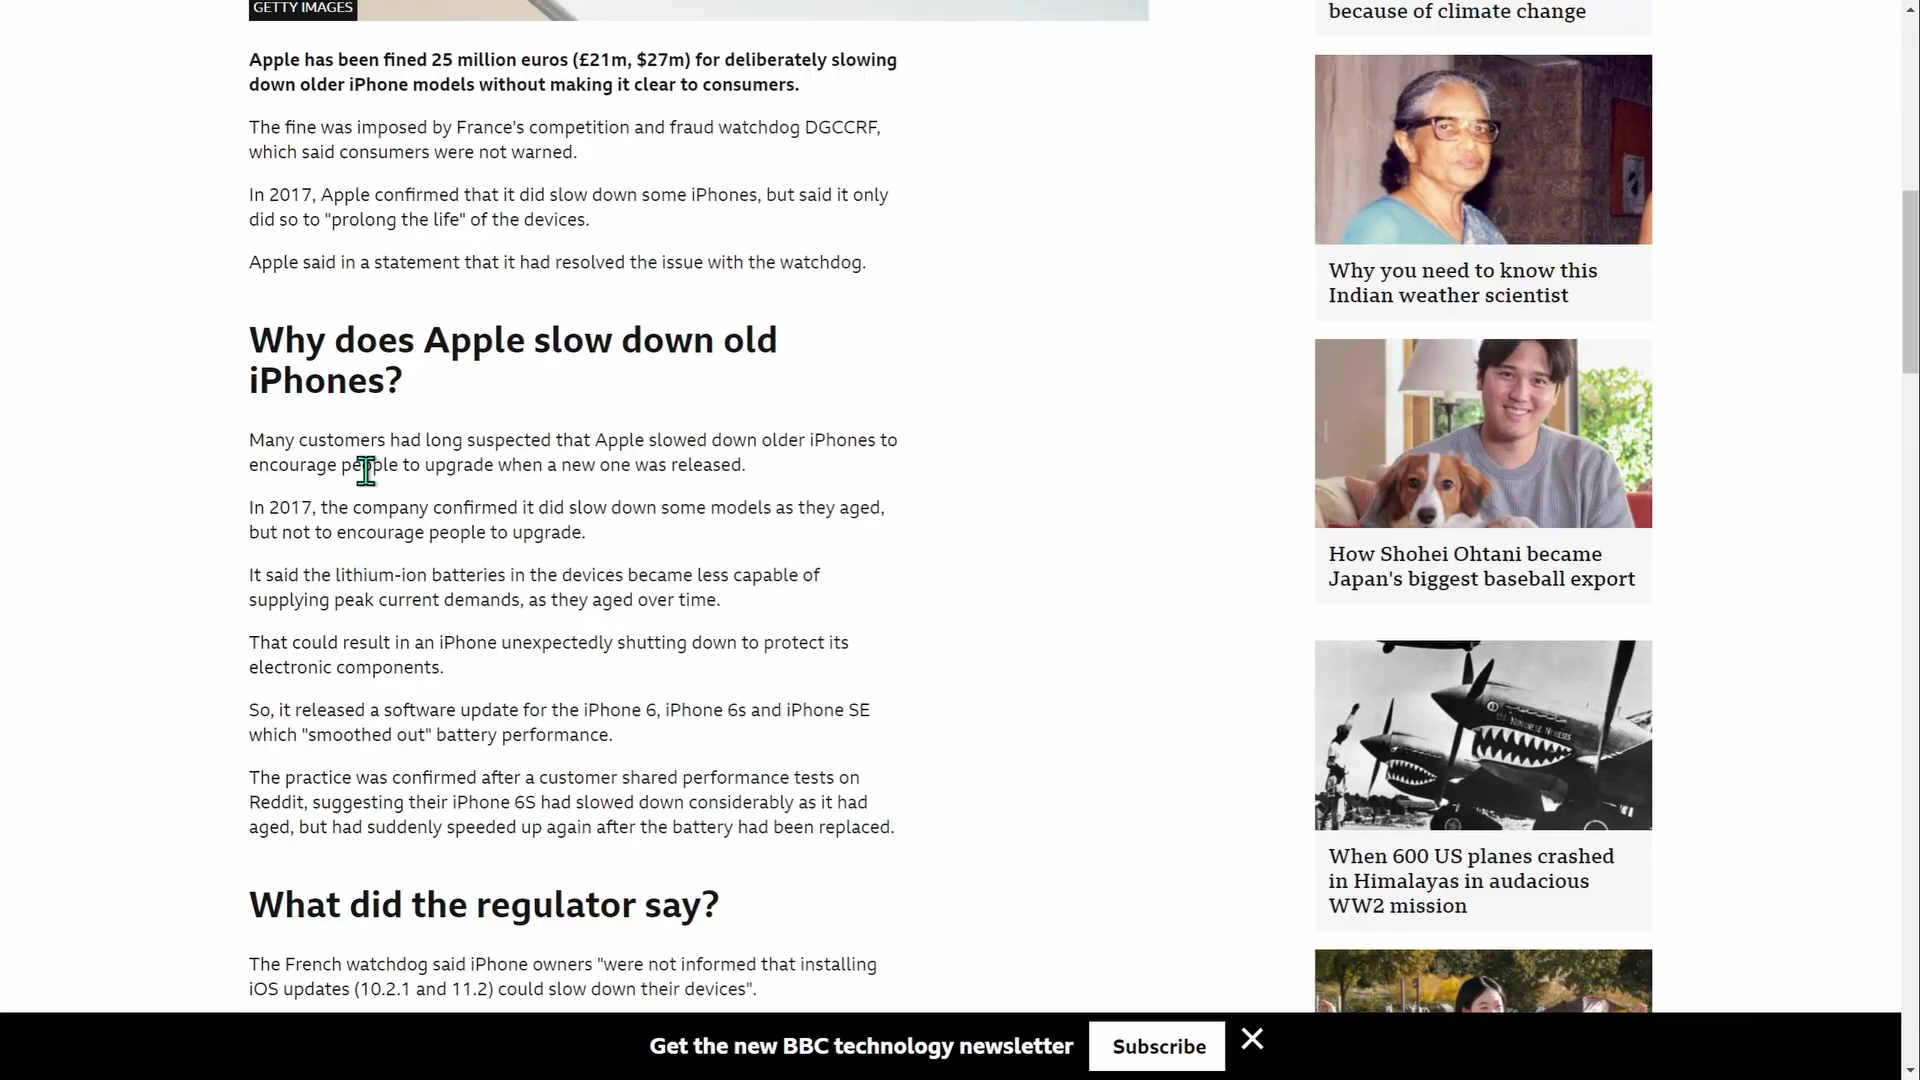 GETTY IMAGES
Apple has been fined 25 million euros (£21m, $27m) for deliberately slowing
down older iPhone models without making it clear to consumers.
The fine was imposed by France's competition and fraud watchdog DGCCRF,
which said consumers were not warned.
In 2017, Apple confirmed that it did slow down some iPhones, but said it only
did so to "prolong the life" of the devices.
Apple said in a statement that it had resolved the issue with the watchdog.
Why does Apple slow down old
iPhones?
Many customers had long suspected that Apple slowed down older iPhones to
encourage people to upgrade when a new one was released.
In 2017, the company confirmed it did slow down some models as they aged,
but not to encourage people to upgrade.
It said the lithium-ion batteries in the devices became less capable of
supplying peak current demands, as they aged over time.
That could result in an iPhone unexpectedly shutting down to protect its
electronic components.
So, it released a software update for the iPhone 6, iPhone 6s and iPhone SE
which "smoothed out" battery performance.
The practice was confirmed after a customer shared performance tests on
Reddit, suggesting their iPhone 6S had slowed down considerably as it had
aged, but had suddenly speeded up again after the battery had been replaced.
What did the regulator say?
The French watchdog said iPhone owners "were not informed that installing
iOS updates (10.2.1 and 11.2) could slow down their devices".
because of climate change
Why you need to know this
Indian weather scientist
How Shohei Ohtani became
Japan's biggest baseball export
When 600 US planes crashed
in Himalayas in audacious
WW2 mission
Get the new BBC technology newsletter
Subscribe